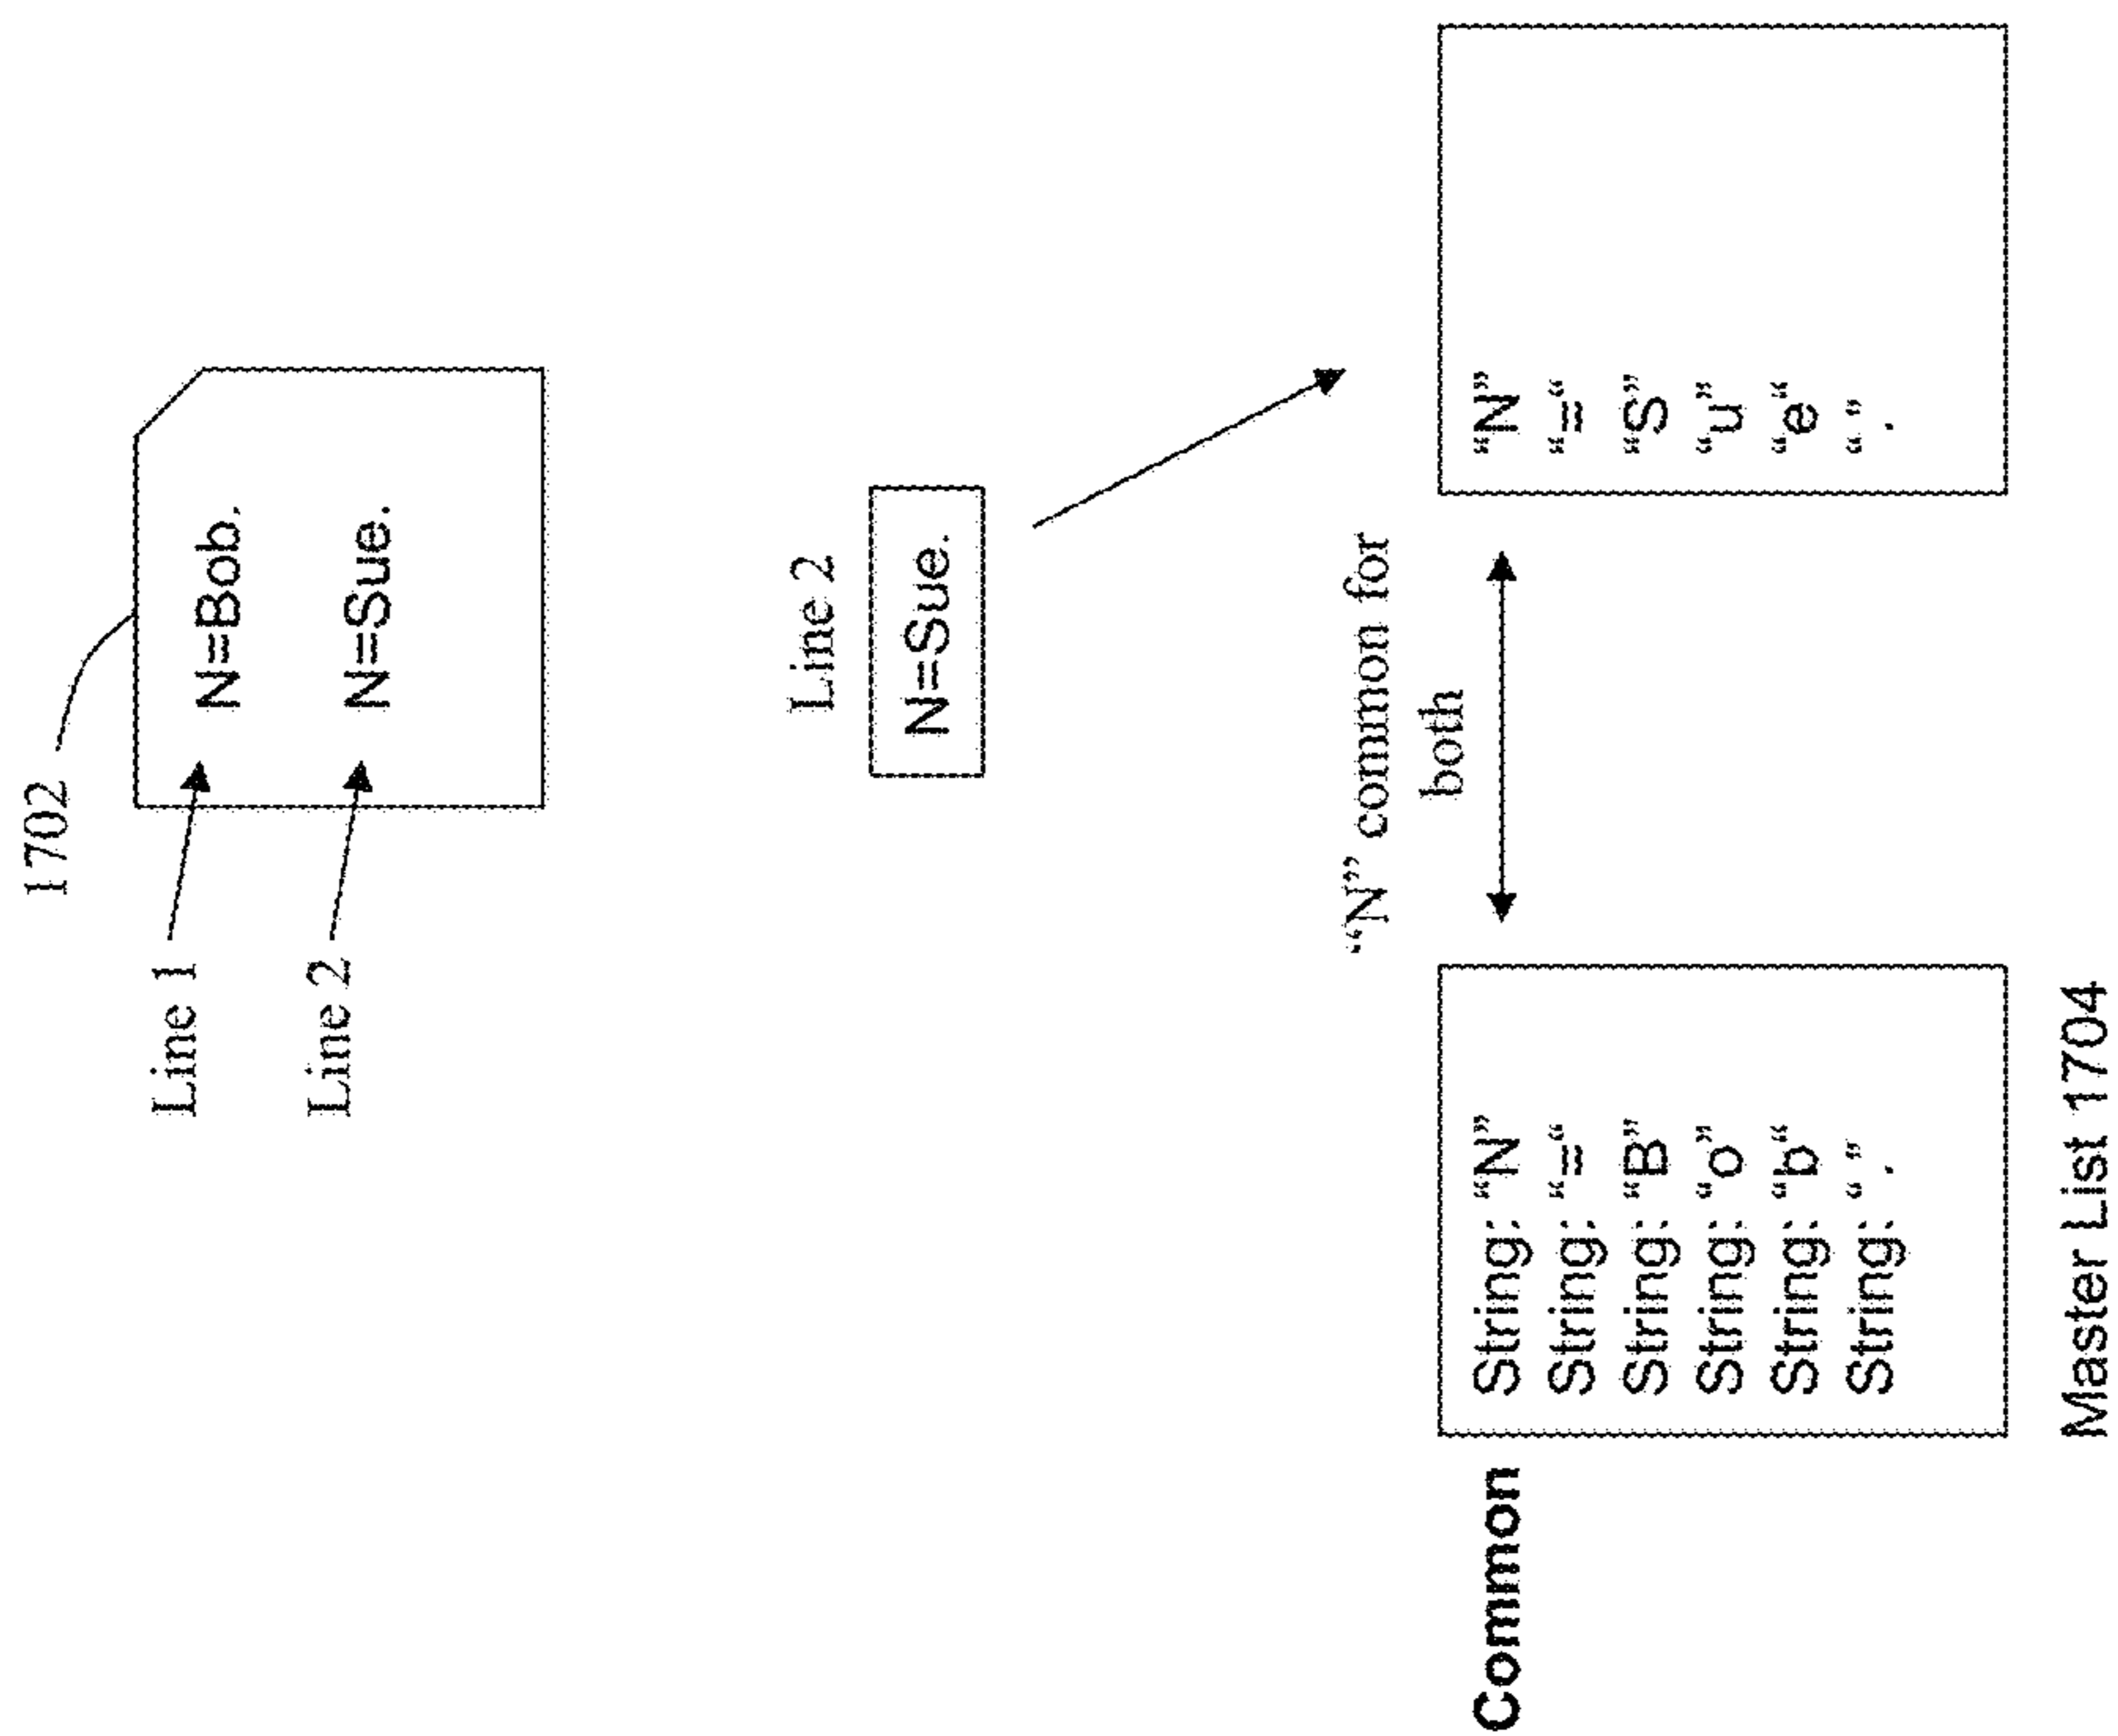 1702
Line 1
N=Bob.
Line 2
N=Sue.
Line 2
N=Sue.
“N” common for
both
Common
String: “N”
String: “=“
String: “B”
String: “o”
String: “b“
String: “.”
Master List 1704
“N”
“=“
“S”
“u”
“e“
“.”